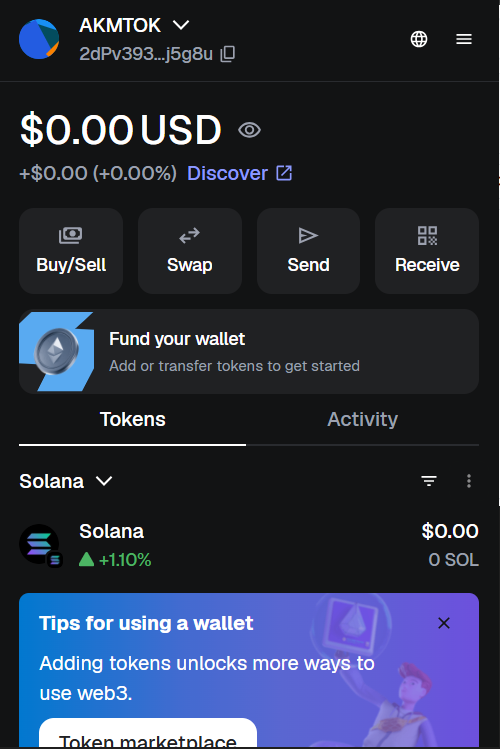 AKMTOK
2dPv393...j5g8u
$0.00 USD
+$0.00 (+0.00%) Discover
Buy/Sell
Swap
Send
Receive
Fund your wallet
Add or transfer tokens to get started
Tokens
Activity
Solana
Solana
$0.00
+1.10%
0 SOL
Tips for using a wallet
Adding tokens unlocks more ways to
use web3.
Token marketplace